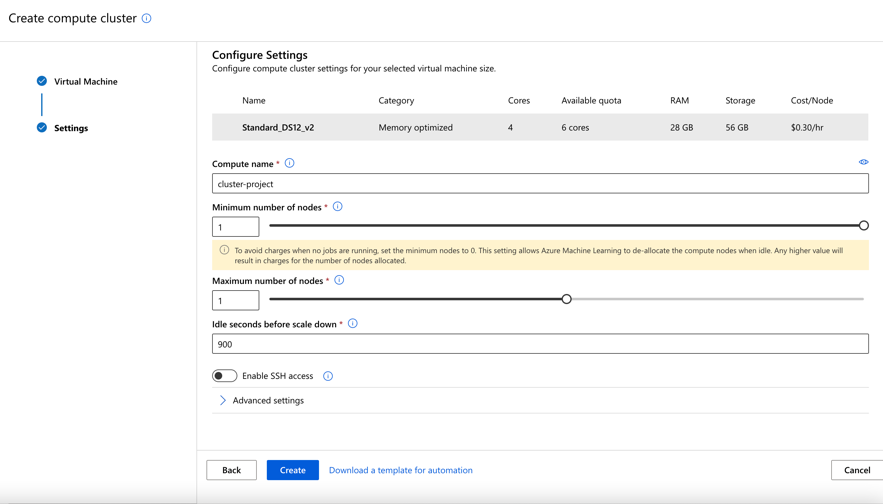 Create compute cluster
Virtual Machine
Settings
Configure Settings
Configure compute cluster settings for your selected virtual machine size.
Name Category Cores Available quota RAM Storage Cost/Node
Standard_DS12_v2 Memory optimized 4 6 cores 28 GB 56 GB $0.30/hr
Compute name *
cluster-project
Minimum number of nodes *
1
To avoid charges when no jobs are running, set the minimum nodes to 0. This setting allows Azure Machine Learning to de-allocate the compute nodes when idle. Any higher value will
result in charges for the number of nodes allocated.
Maximum number of nodes *
1
Idle seconds before scale down *
900
Enable SSH access
Advanced settings
Back Create Download a template for automation Cancel